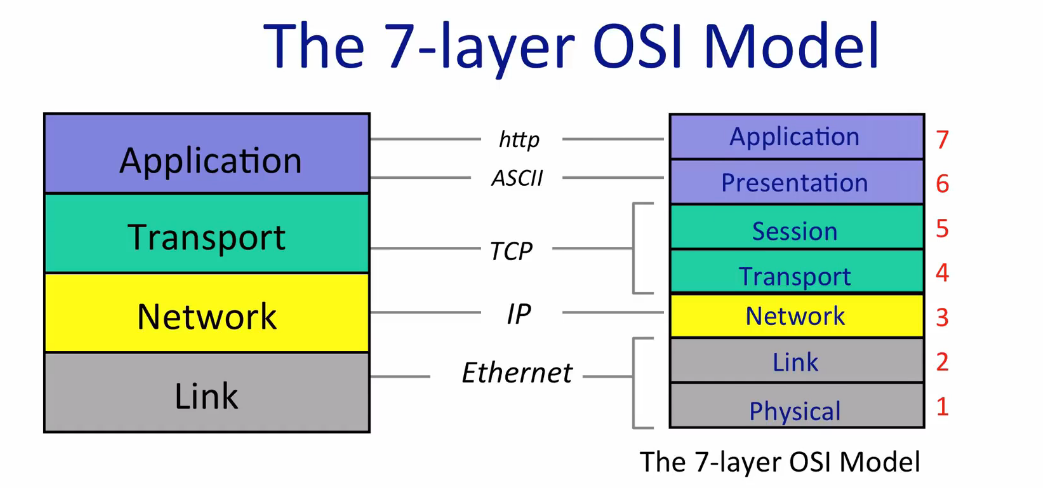 The 7-layer OSI Model
Application
Transport
Network
Link
http
ASCII
TCP
IP
Ethernet
Application 7
Presentation 6
Session 5
Transport 4
Network 3
Link 2
Physical 1
The 7-layer OSI Model